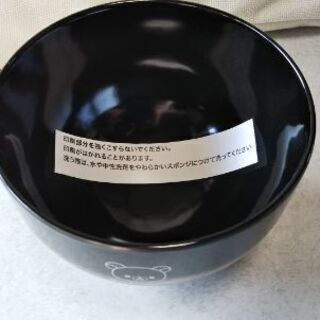 印刷部分を強くこすらないでください。
印刷がはがれることがあります。
洗う際は、水や中性洗剤をやわらかいスポンジにつけて洗ってください。